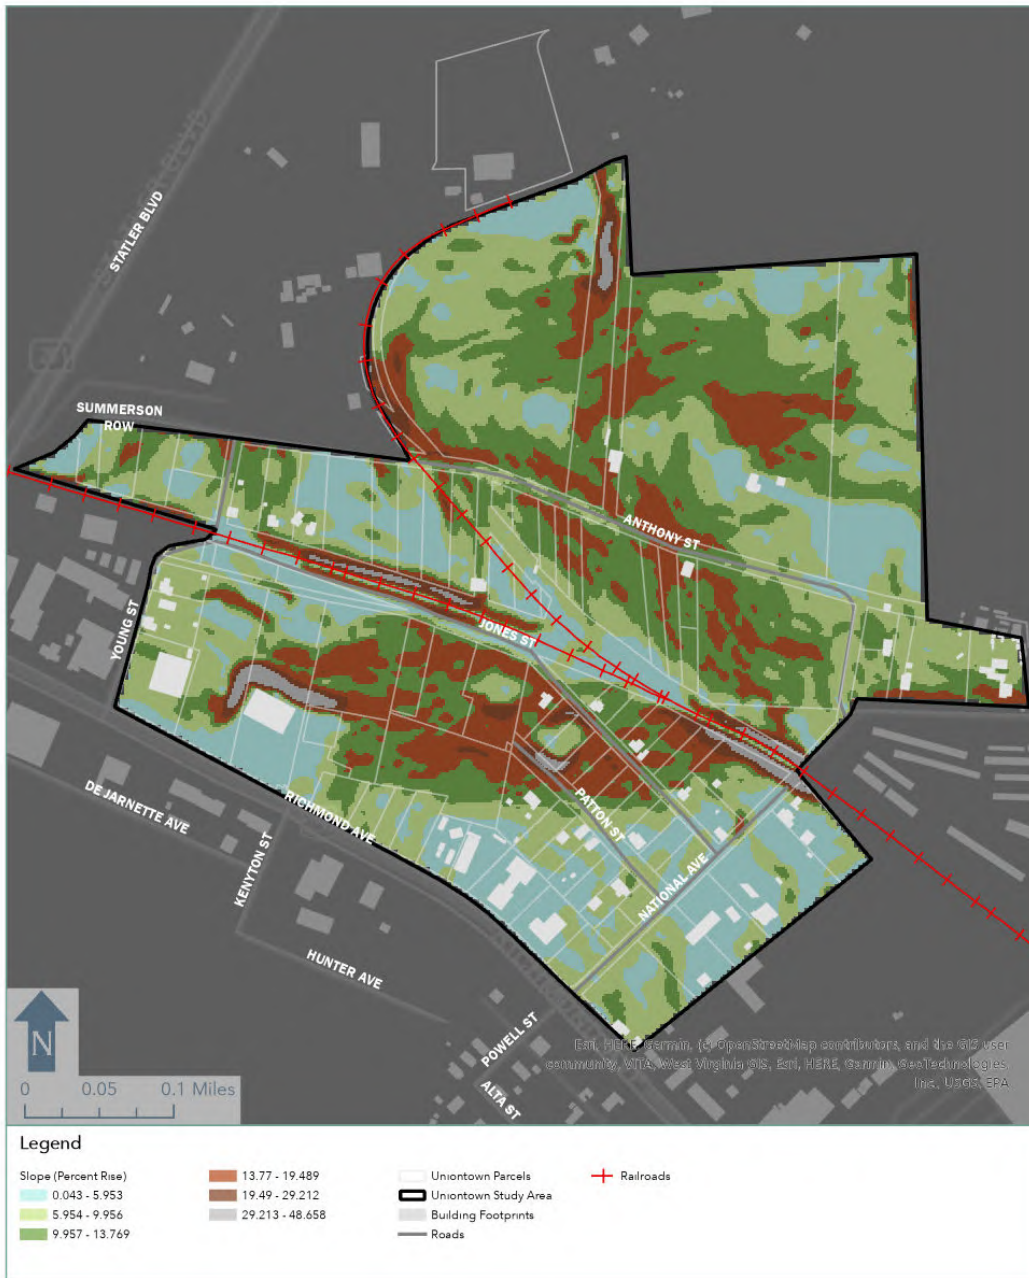 STATLER BLVD
SUMMERSON
ROW
ANTHONY ST
JONES ST
YOUNG ST
PATTON ST
DE JARNETTE AVE
RICHMOND AVE
KENYTON ST
NATIONAL AVE
HUNTER AVE
POWELL ST
ALTA ST
N
0 0.05 0.1 Miles
Esri, HERE, Garmin, (c) OpenStreetMap contributors, and the GIS user
community, VITA, West Virginia GIS, Esri, HERE, Garmin, GeoTechnologies,
Inc., USGS, EPA
Legend
Slope (Percent Rise)
0.043 - 5.953
5.954 - 9.956
9.957 - 13.769
13.77 - 19.489
19.49 - 29.212
29.213 - 48.658
Uniontown Parcels
Uniontown Study Area
Building Footprints
Roads
Railroads